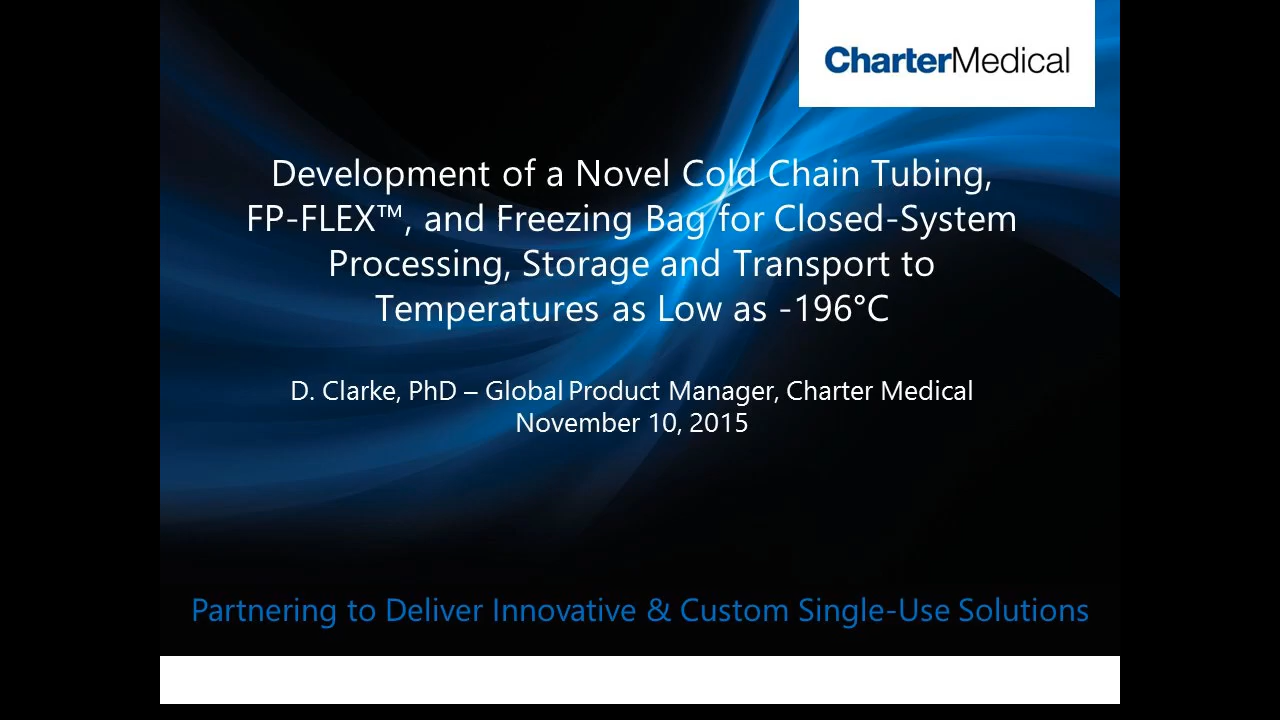 CharterMedical
Development of a Novel Cold Chain Tubing,
FP-FLEX™, and Freezing Bag for Closed-System
Processing, Storage and Transport to
Temperatures as Low as -196°C
D. Clarke, PhD – Global Product Manager, Charter Medical
November 10, 2015
Partnering to Deliver Innovative & Custom Single-Use Solutions